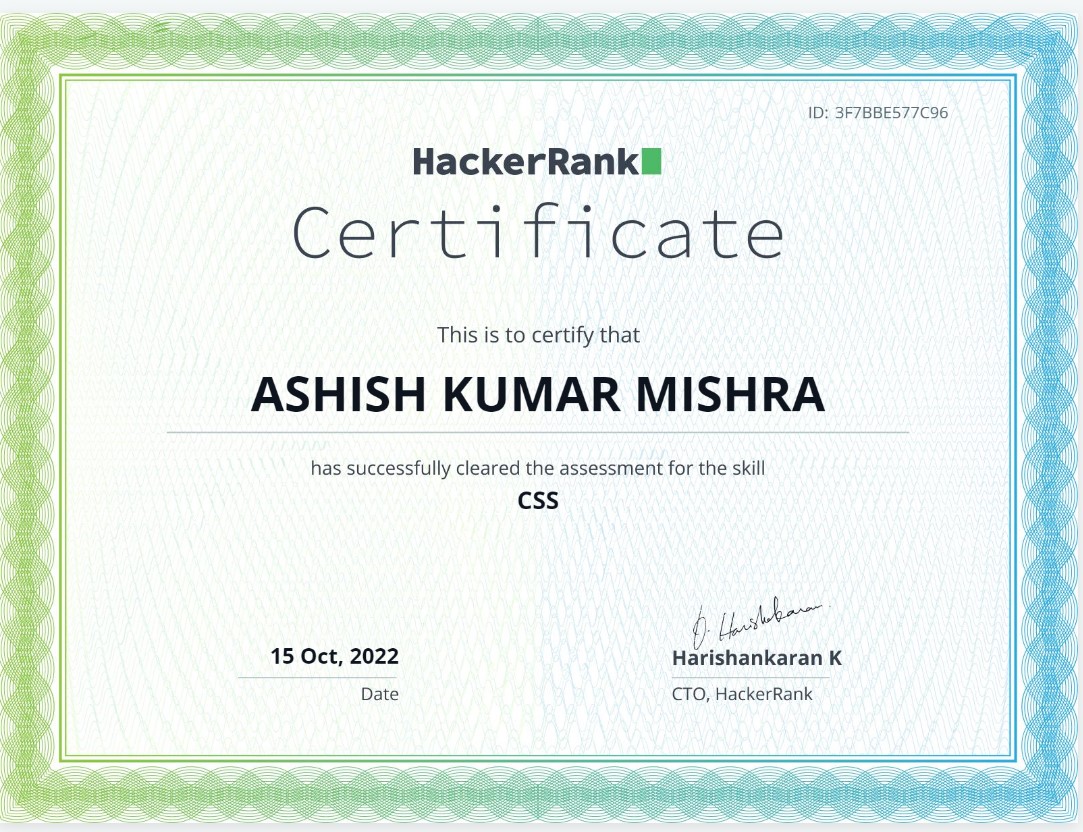 ID: 3F7BBE577C96
HackerRank
Certificate
This is to certify that
ASHISH KUMAR MISHRA
has successfully cleared the assessment for the skill
CSS
15 Oct, 2022
Date
Harishankaran K
CTO, HackerRank